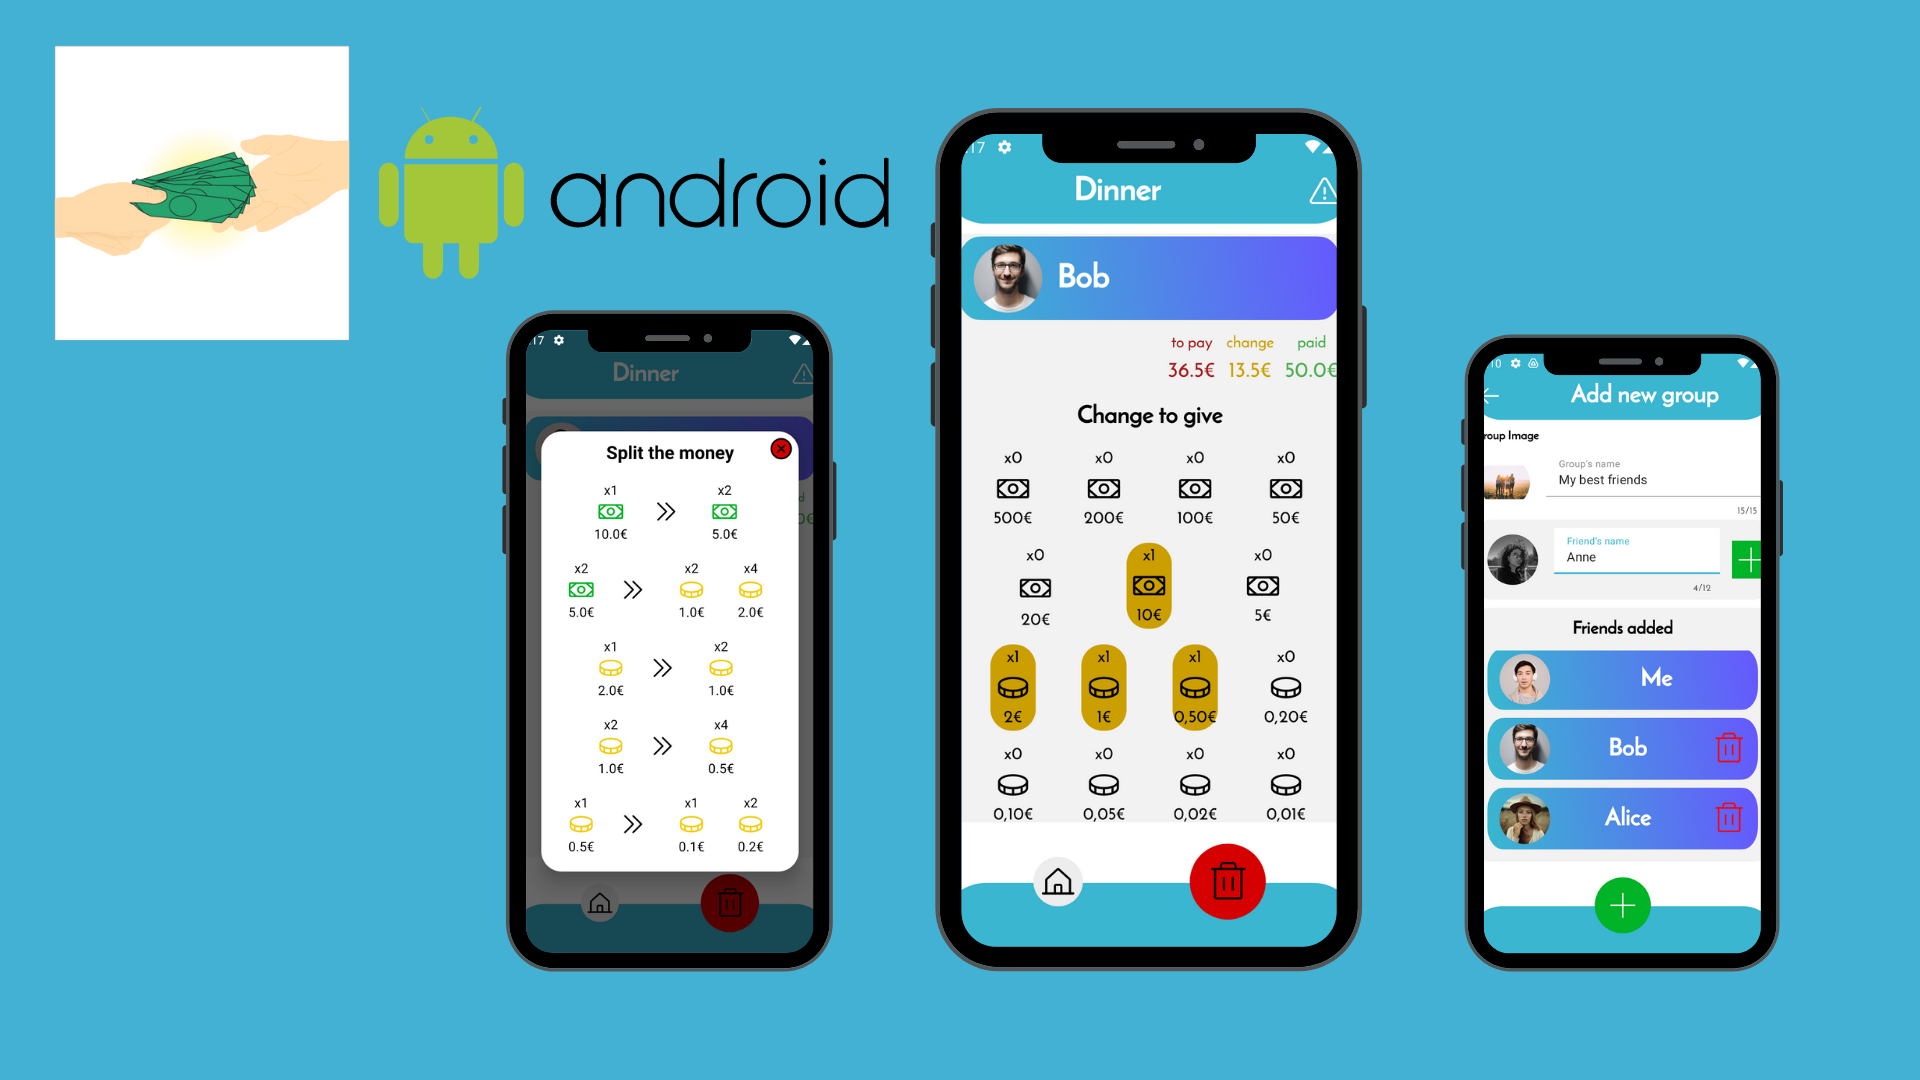 android
17
Dinner
Split the money
x1
x2
10.0€
5.0€
x2
x2
x4
5.0€
1.0€
2.0€
x1
x2
2.0€
1.0€
x2
x4
1.0€
0.5€
x1
x1
x2
0.5€
0.1€
0.2€
17
Dinner
Bob
to pay change paid
36.5€ 13.5€ 50.0€
Change to give
x0 x0 x0 x0
500€ 200€ 100€ 50€
x0 x1 x0
20€ 10€ 5€
x1 x1 x1 x0
2€ 1€ 0,50€ 0,20€
x0 x0 x0 x0
0,10€ 0,05€ 0,02€ 0,01€
10
Add new group
roup Image
Group's name
My best friends
15/15
Friend's name
Anne
4/12
Friends added
Me
Bob
Alice